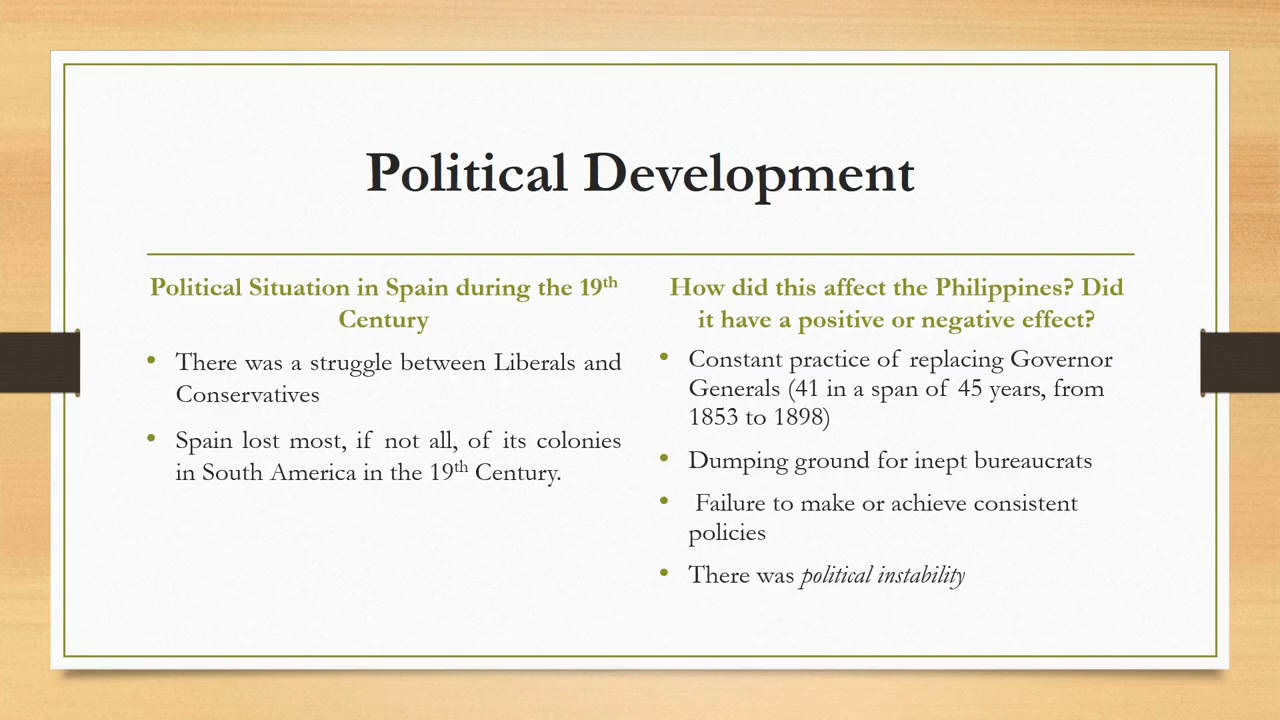 Political Development
Political Situation in Spain during the 19th
Century
• There was a struggle between Liberals and
Conservatives
• Spain lost most, if not all, of its colonies
in South America in the 19th Century.
How did this affect the Philippines? Did
it have a positive or negative effect?
• Constant practice of replacing Governor
Generals (41 in a span of 45 years, from
1853 to 1898)
• Dumping ground for inept bureaucrats
• Failure to make or achieve consistent
policies
• There was political instability